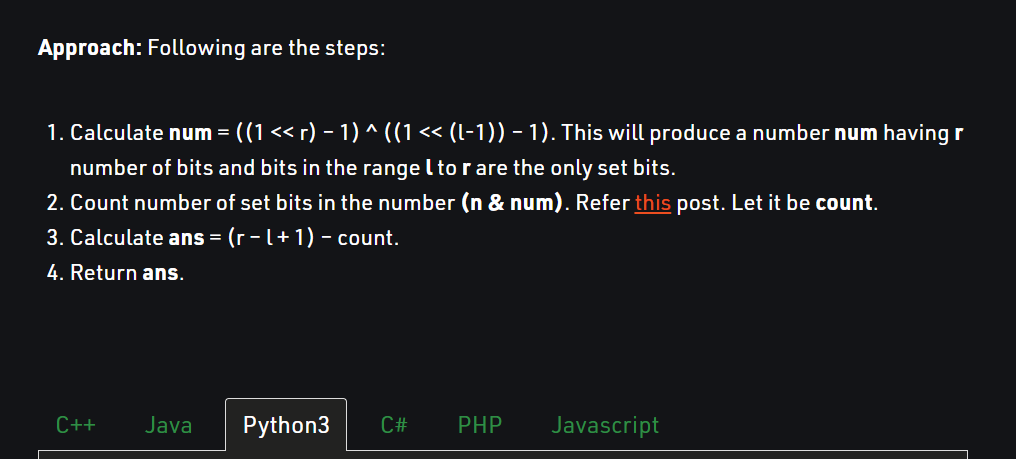 Approach: Following are the steps:
1. Calculate num = ((1 << r) – 1) ^ ((1 << (l-1)) – 1). This will produce a number num having r
number of bits and bits in the range l to r are the only set bits.
2. Count number of set bits in the number (n & num). Refer this post. Let it be count.
3. Calculate ans = (r – l + 1) – count.
4. Return ans.
C++ Java Python3 C# PHP Javascript